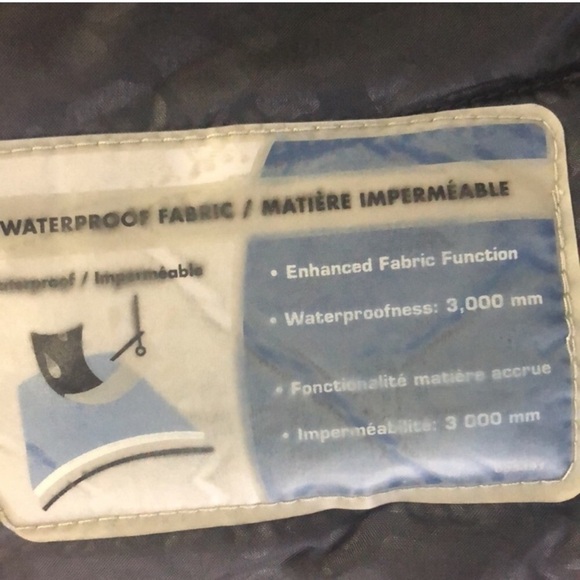 WATERPROOF FABRIC / MATIÈRE IMPERMÉABLE
/ Imperméable
• Enhanced Fabric Function
• Waterproofness: 3,000 mm
• Fonctionalité matière accrue
• Imperméabilité: 3 000 mm